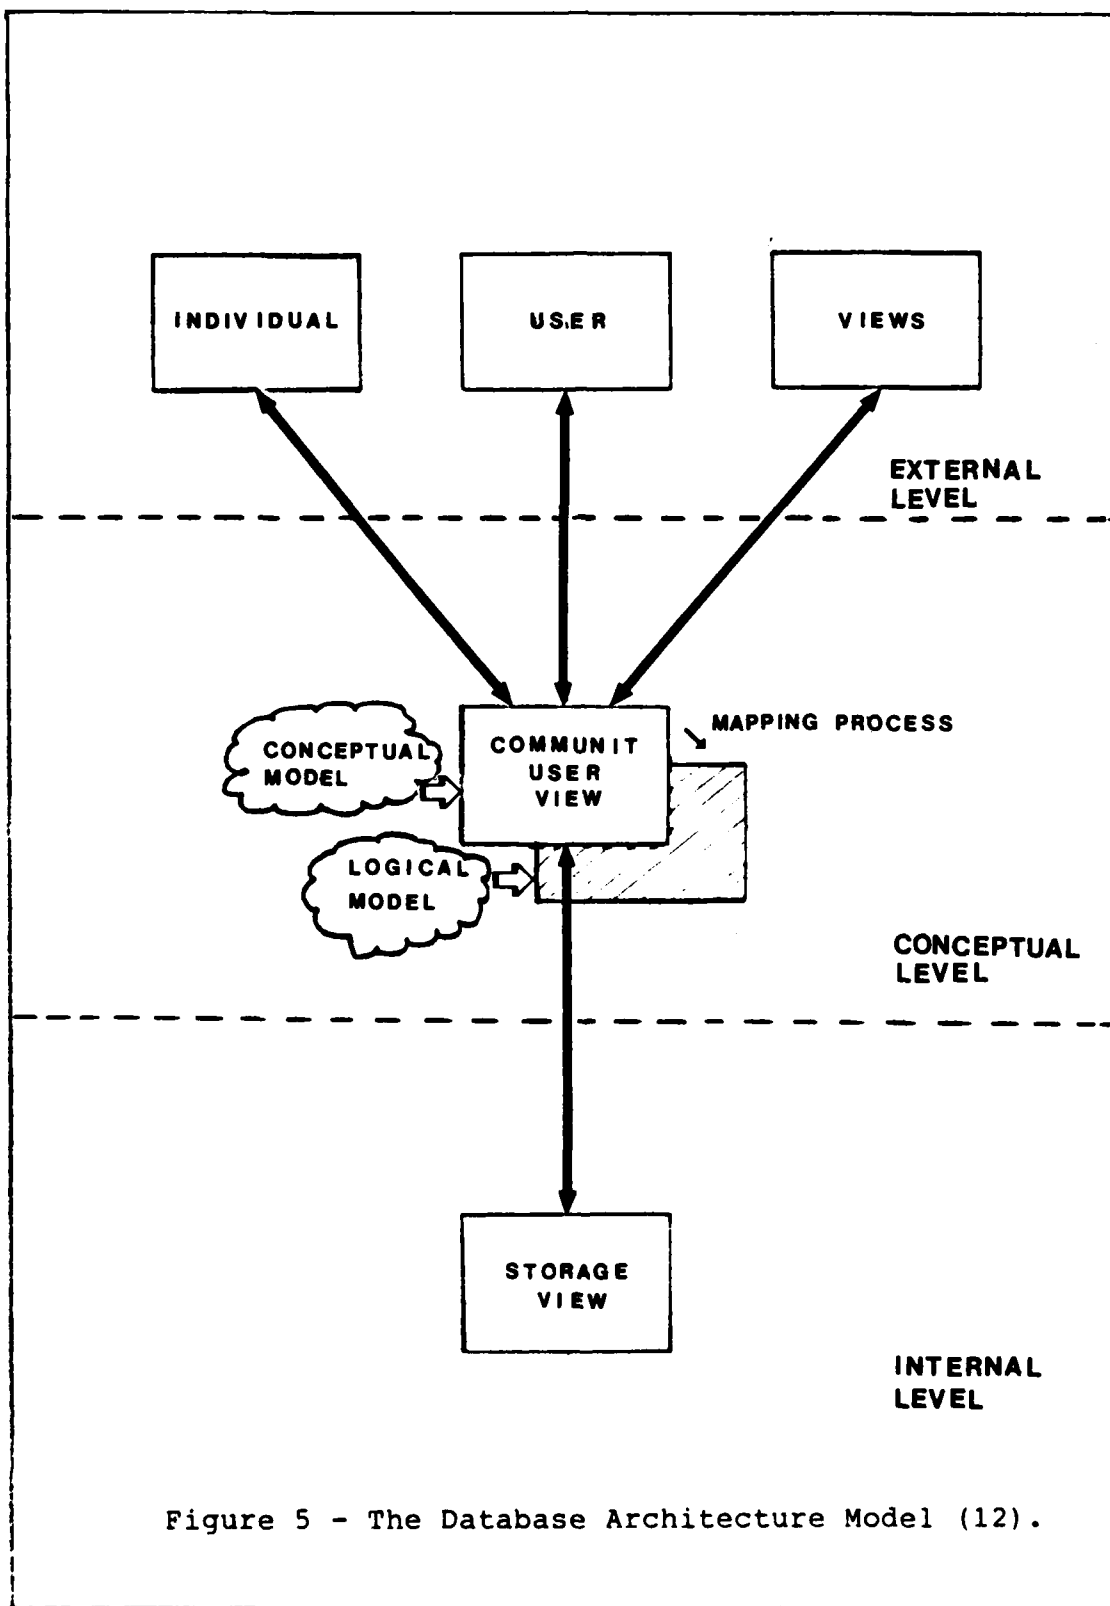 INDIVIDUAL
USER
VIEWS
EXTERNAL
LEVEL
MAPPING PROCESS
CONCEPTUAL
MODEL
COMMUNIT
USER
VIEW
LOGICAL
MODEL
CONCEPTUAL
LEVEL
STORAGE
VIEW
INTERNAL
LEVEL
Figure 5 - The Database Architecture Model (12).